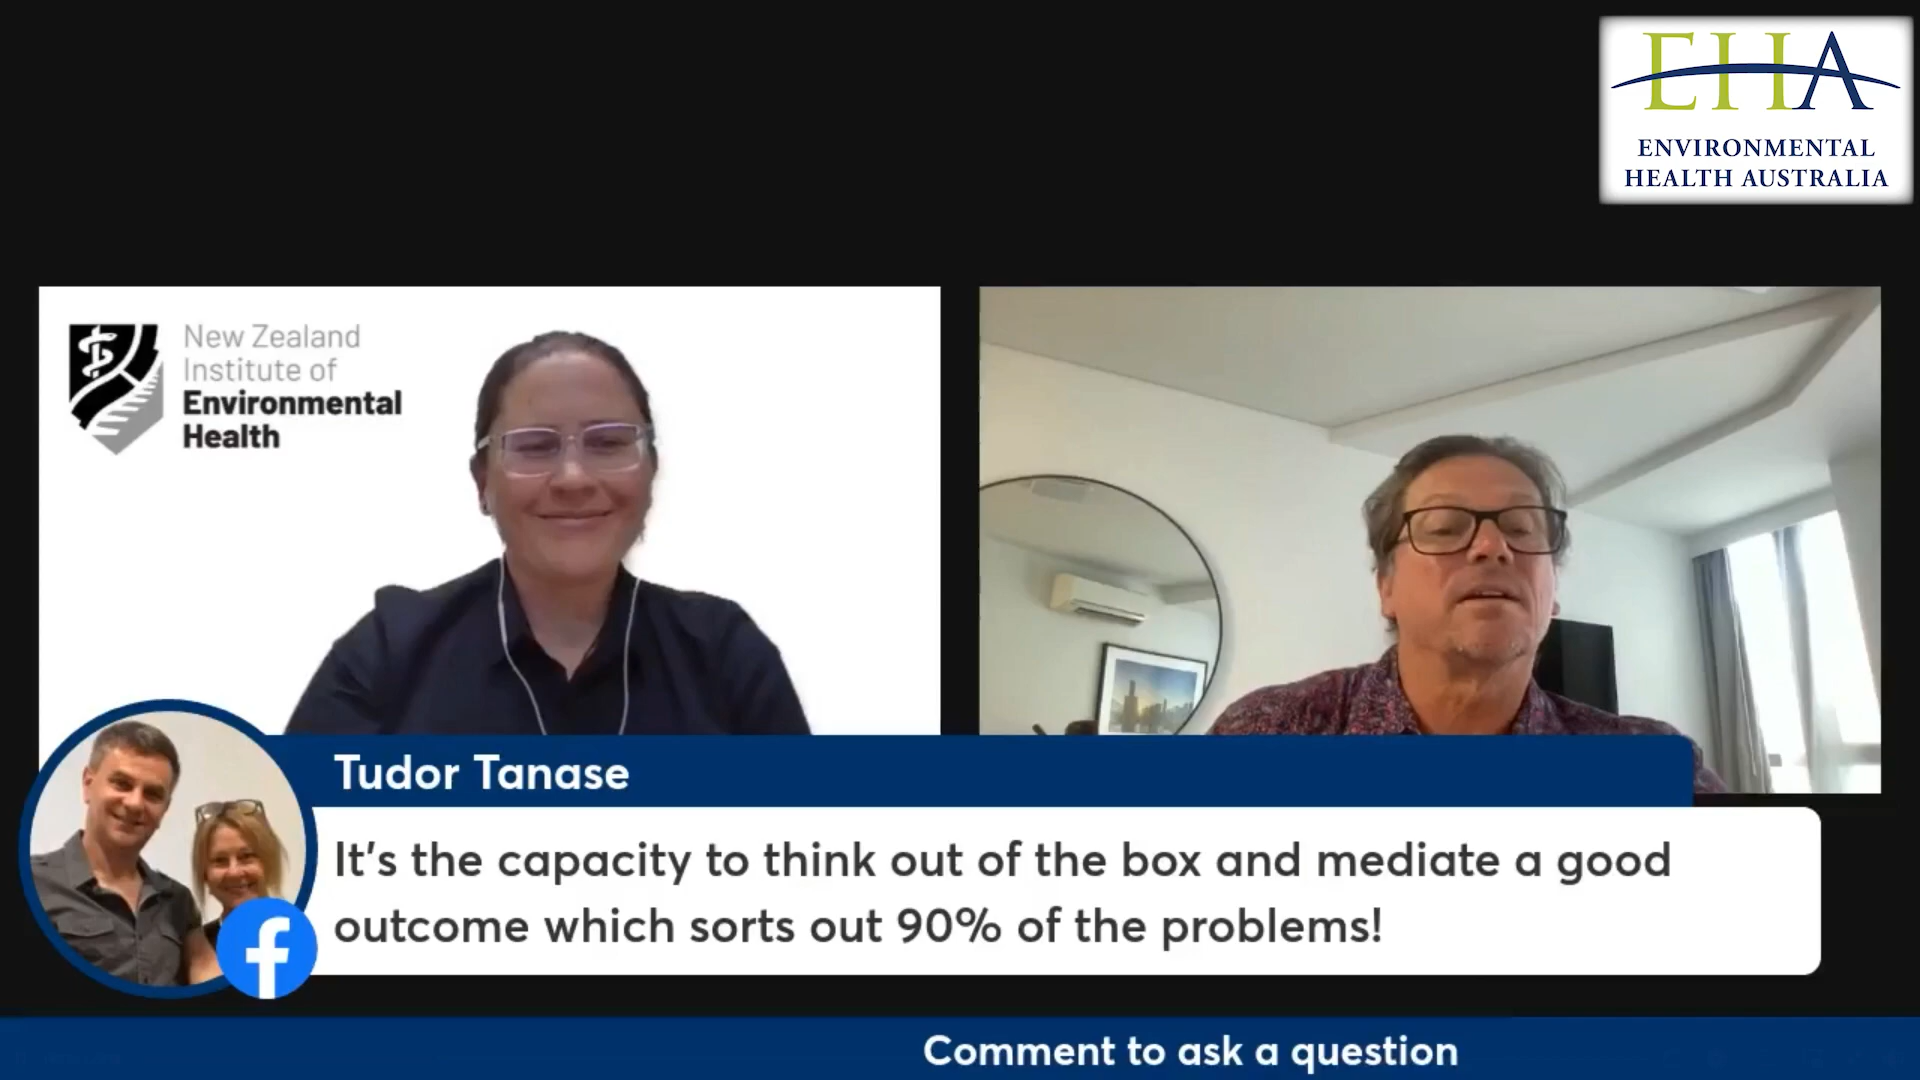 EHA
ENVIRONMENTAL
HEALTH AUSTRALIA
New Zealand
Institute of
Environmental
Health
Tudor Tanase
It's the capacity to think out of the box and mediate a good
outcome which sorts out 90% of the problems!
Comment to ask a question